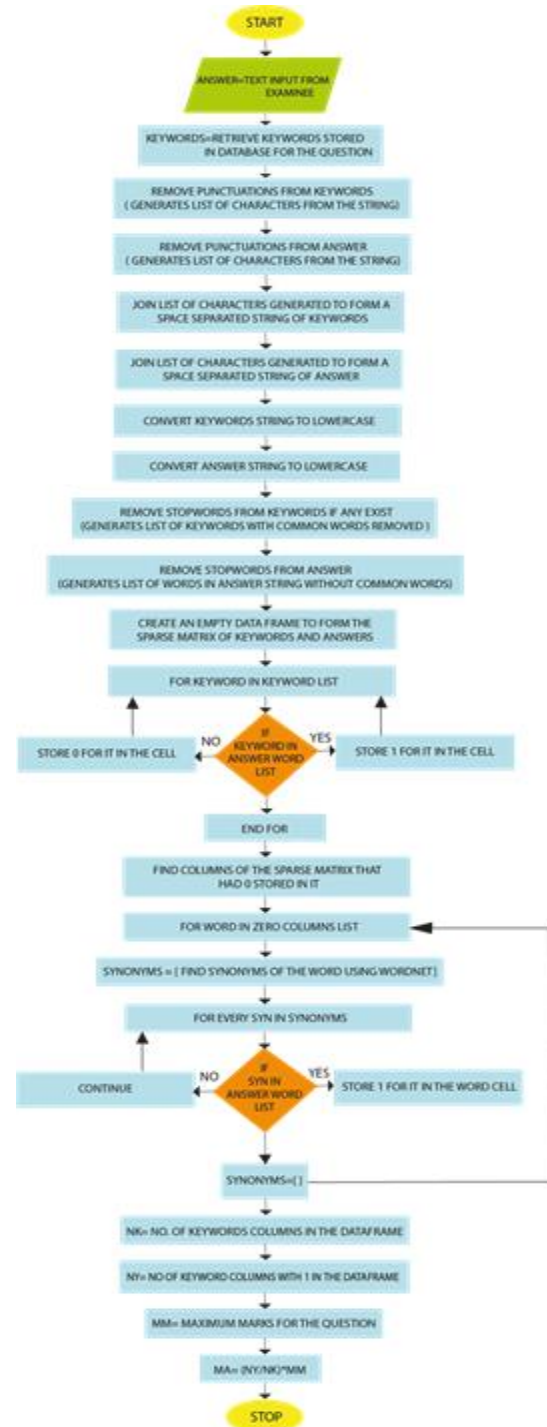 START
ANSWER=TEXT INPUT FROM
EXAMINEE
KEYWORDS=RETRIEVE KEYWORDS STORED
IN DATABASE FOR THE QUESTION
REMOVE PUNCTUATIONS FROM KEYWORDS
( GENERATES LIST OF CHARACTERS FROM THE STRING)
REMOVE PUNCTUATIONS FROM ANSWER
( GENERATES LIST OF CHARACTERS FROM THE STRING)
JOIN LIST OF CHARACTERS GENERATED TO FORM A
SPACE SEPARATED STRING OF KEYWORDS
JOIN LIST OF CHARACTERS GENERATED TO FORM A
SPACE SEPARATED STRING OF ANSWER
CONVERT KEYWORDS STRING TO LOWERCASE
CONVERT ANSWER STRING TO LOWERCASE
REMOVE STOPWORDS FROM KEYWORDS IF ANY EXIST
(GENERATES LIST OF KEYWORDS WITH COMMON WORDS REMOVED )
REMOVE STOPWORDS FROM ANSWER
(GENERATES LIST OF WORDS IN ANSWER STRING WITHOUT COMMON WORDS)
CREATE AN EMPTY DATA FRAME TO FORM THE
SPARSE MATRIX OF KEYWORDS AND ANSWERS
FOR KEYWORD IN KEYWORD LIST
IF
KEYWORD IN
ANSWER WORD
LIST
NO
YES
STORE 0 FOR IT IN THE CELL
STORE 1 FOR IT IN THE CELL
END FOR
FIND COLUMNS OF THE SPARSE MATRIX THAT
HAD 0 STORED IN IT
FOR WORD IN ZERO COLUMNS LIST
SYNONYMS = [ FIND SYNONYMS OF THE WORD USING WORDNET]
FOR EVERY SYN IN SYNONYMS
IF
SYN IN
ANSWER WORD
LIST
NO
YES
CONTINUE
STORE 1 FOR IT IN THE WORD CELL
SYNONYMS=[ ]
NK= NO. OF KEYWORDS COLUMNS IN THE DATAFRAME
NY= NO OF KEYWORD COLUMNS WITH 1 IN THE DATAFRAME
MM= MAXIMUM MARKS FOR THE QUESTION
MA= (NY/NK)*MM
STOP